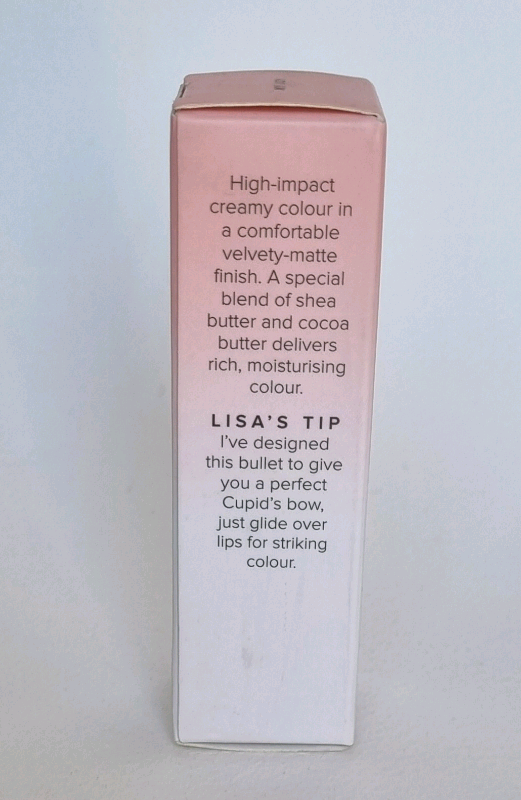 High-impact
creamy colour in
a comfortable
velvety-matte
finish. A special
blend of shea
butter and cocoa
butter delivers
rich, moisturising
colour.
LISA'S TIP
I've designed
this bullet to give
you a perfect
Cupid's bow,
just glide over
lips for striking
colour.